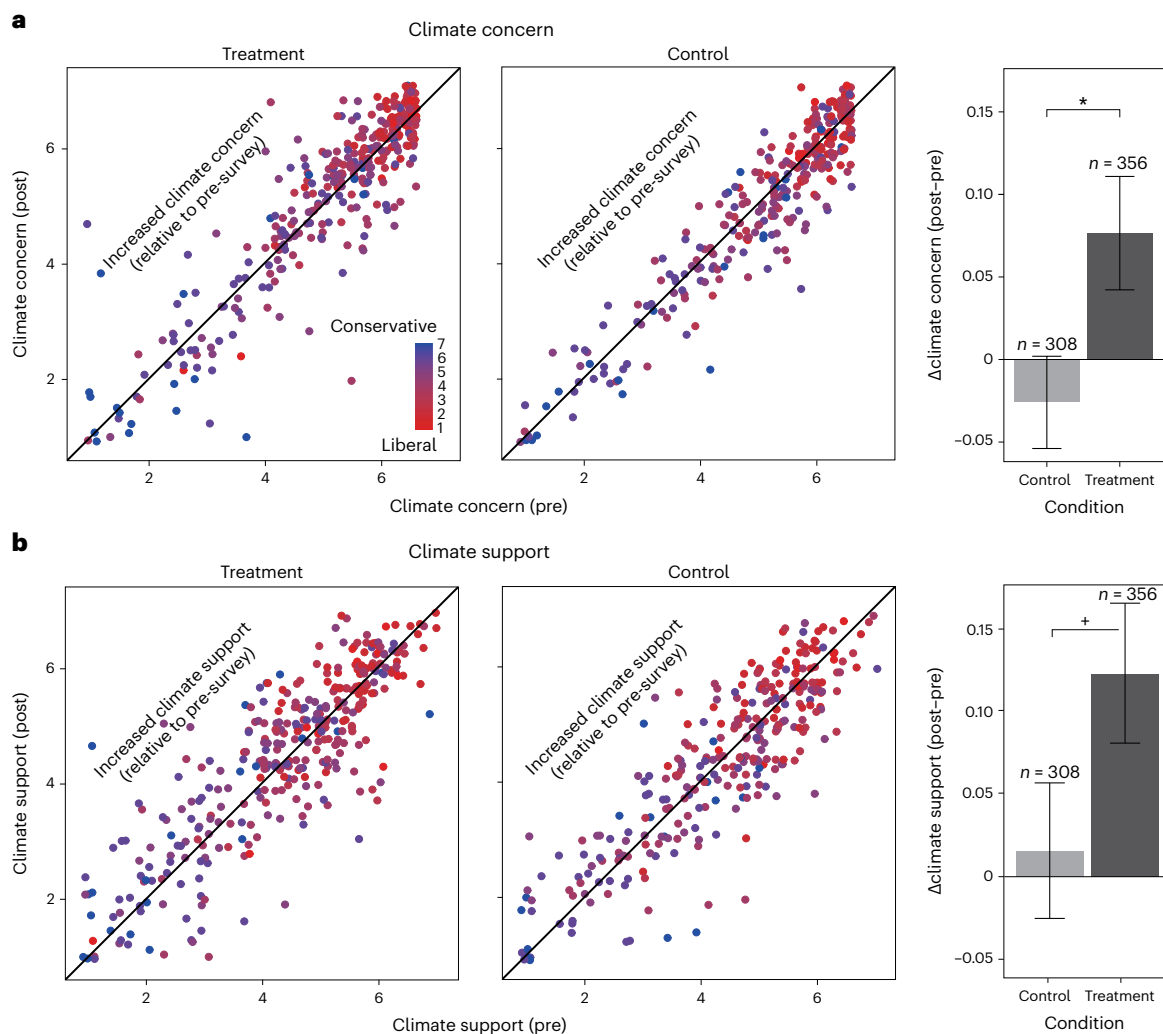 a
Climate concern
Treatment
Control
Climate concern (post)
6
4
2
Increased climate concern
(relative to pre-survey)
Conservative
7
6
5
4
3
2
1
Liberal
2
4
6
Increased climate concern
(relative to pre-survey)
2
4
6
Climate concern (pre)
Δclimate concern (post–pre)
0.15
0.10
0.05
0
–0.05
*
n = 356
n = 308
Control
Treatment
Condition
b
Climate support
Treatment
Control
Climate support (post)
6
4
2
Increased climate support
(relative to pre-survey)
2
4
6
Increased climate support
(relative to pre-survey)
2
4
6
Climate support (pre)
Δclimate support (post–pre)
0.15
0.10
0.05
0
–0.05
n = 356
+
n = 308
Control
Treatment
Condition